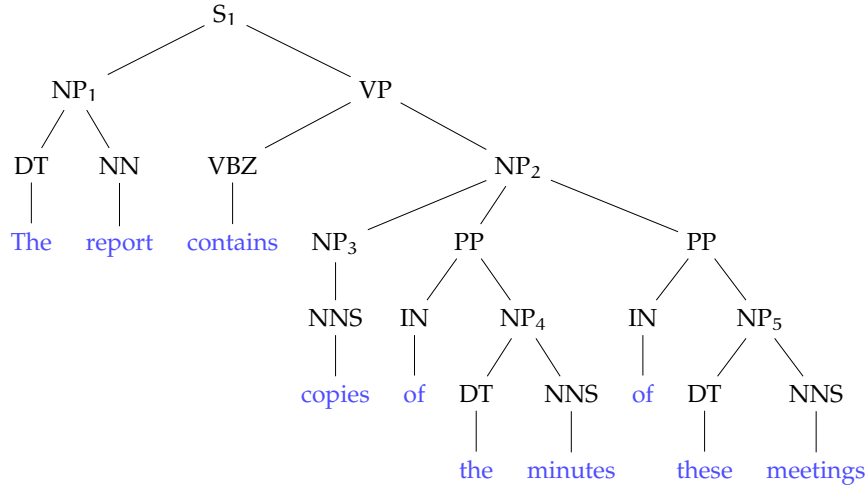 S₁
NP₁ VP
DT NN VBZ NP₂
The report contains NP₃ PP PP
NNS IN NP₄ IN NP₅
copies of DT NNS of DT NNS
the minutes these meetings